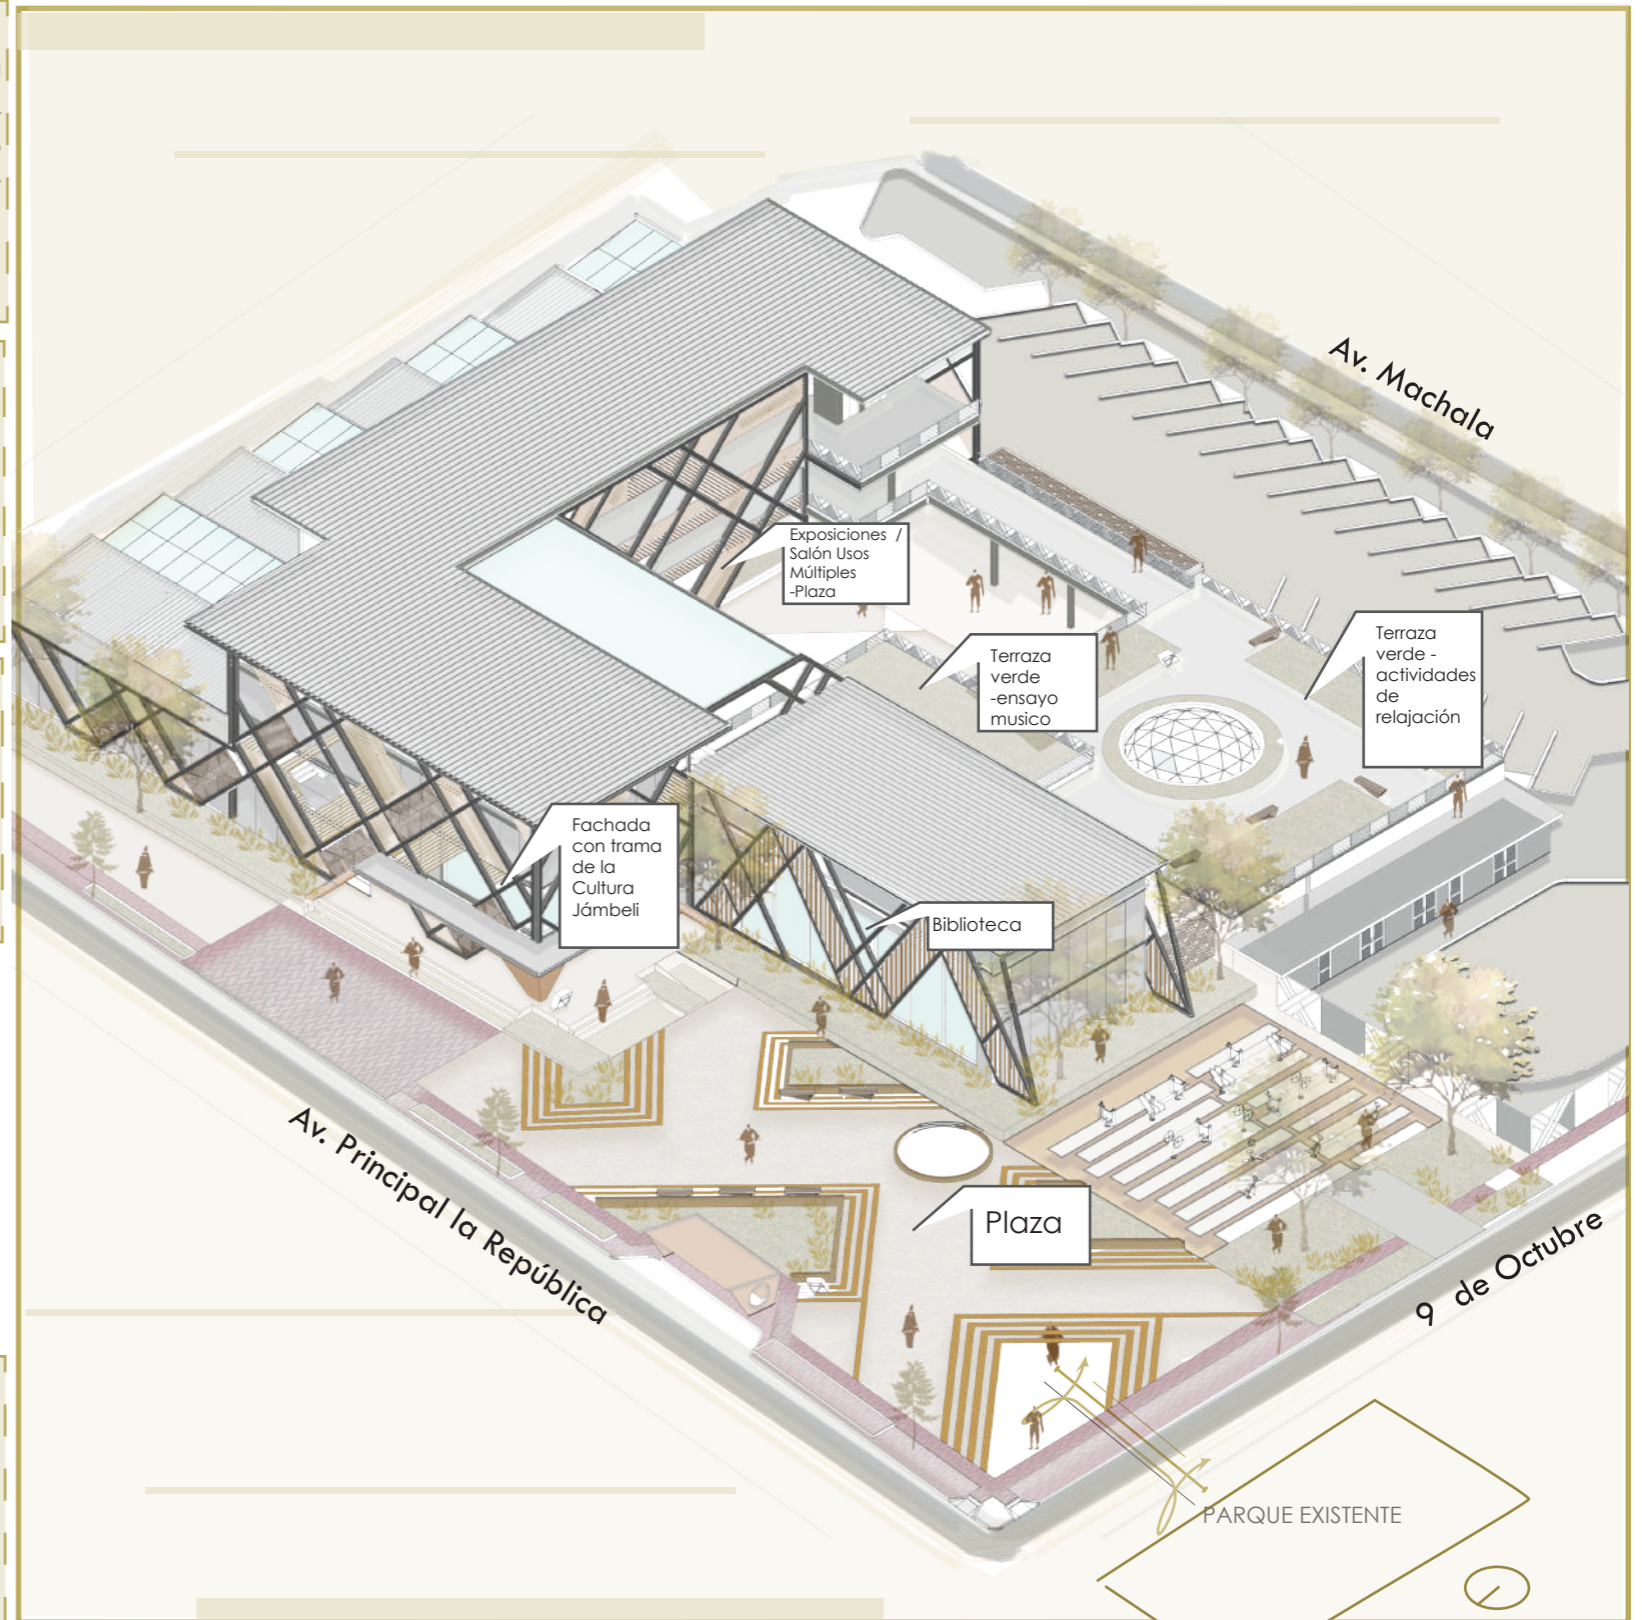 Av. Machala
Exposiciones /
Salón Usos
Múltiples
-Plaza
Terraza
verde
-ensayo
musico
Terraza
verde -
actividades
de
relajación
Fachada
con trama
de la
Cultura
Jámbeli
Biblioteca
Plaza
Av. Principal la República
9 de Octubre
PARQUE EXISTENTE